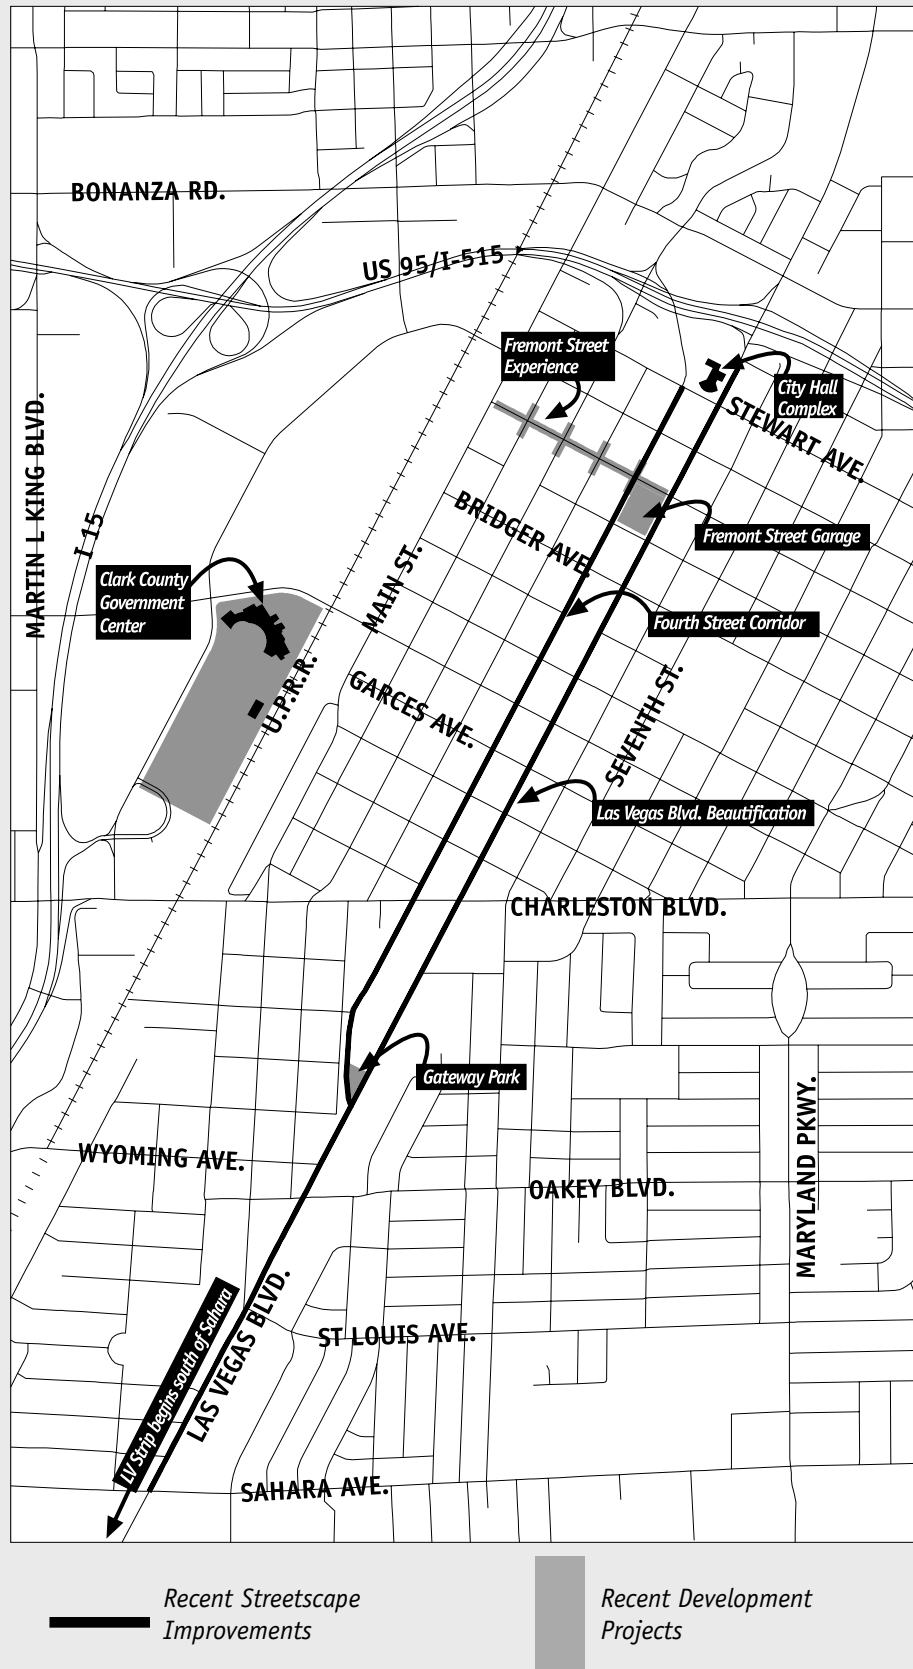 BONANZA RD.
US 95/I-515
Fremont Street
Experience
City Hall
Complex
STEWART AVE.
MARTIN L KING BLVD.
I 15
BRIDGER AVE.
Fremont Street Garage
MAIN ST.
Clark County
Government
Center
Fourth Street Corridor
U.P.R.R.
GARCES AVE.
SEVENTH ST.
Las Vegas Blvd. Beautification
CHARLESTON BLVD.
Gateway Park
WYOMING AVE.
OAKEY BLVD.
MARYLAND PKWY.
LV Strip begins south of Sahara
LAS VEGAS BLVD.
ST LOUIS AVE.
SAHARA AVE.
Recent Streetscape
Improvements
Recent Development
Projects